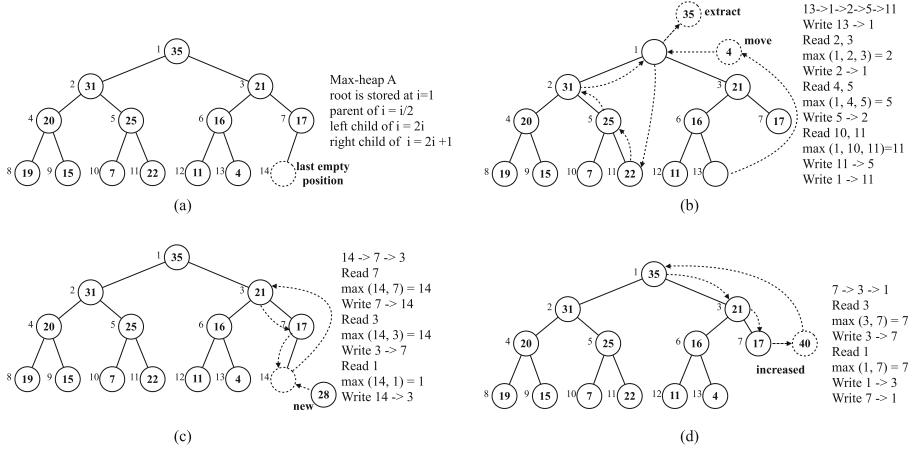 1 35
2 31
3 21
4 20
5 25
6 16
7 17
8 19
9 15
10 7
11 22
12 11
13 4
14 last empty
position
Max-heap A
root is stored at i=1
parent of i = i/2
left child of i = 2i
right child of i = 2i +1
(a)
35 extract
move
4
1
2 31
3 21
4 20
5 25
6 16
7 17
8 19
9 15
10 7
11 22
12 11
13
13->1->2->5->11
Write 13 -> 1
Read 2, 3
max (1, 2, 3) = 2
Write 2 -> 1
Read 4, 5
max (1, 4, 5) = 5
Write 5 -> 2
Read 10, 11
max (1, 10, 11)=11
Write 11 -> 5
Write 1 -> 11
(b)
1 35
2 31
3 21
4 20
5 25
6 16
7 17
8 19
9 15
10 7
11 22
12 11
13 4
14
new 28
14 -> 7 -> 3
Read 7
max (14, 7) = 14
Write 7 -> 14
Read 3
max (14, 3) = 14
Write 3 -> 7
Read 1
max (14, 1) = 1
Write 14 -> 3
(c)
1 35
2 31
3 21
4 20
5 25
6 16
7 17
40
increased
8 19
9 15
10 7
11 22
12 11
13 4
7 -> 3 -> 1
Read 3
max (3, 7) = 7
Write 3 -> 7
Read 1
max (1, 7) = 7
Write 1 -> 3
Write 7 -> 1
(d)